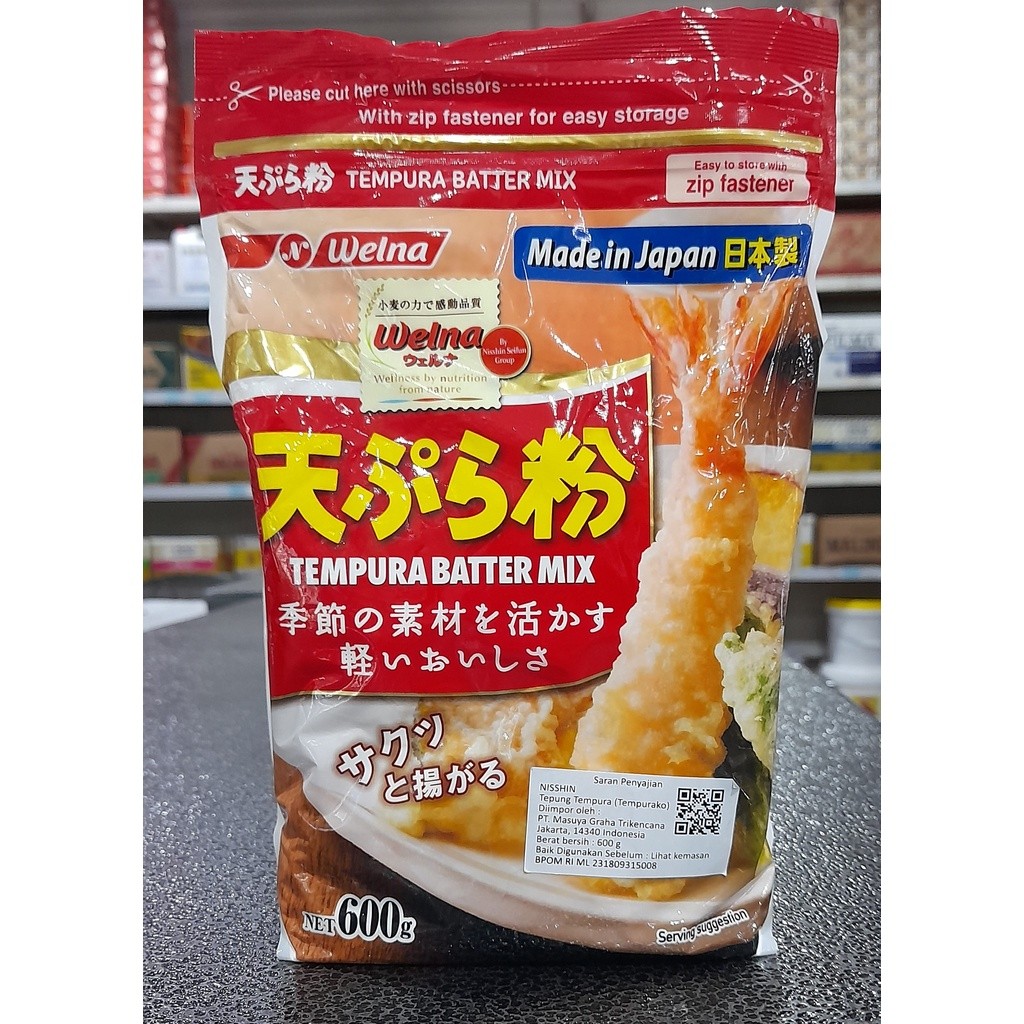 Please cut here with scissors
With zip fastener for easy storage
天ぷら粉 TEMPURA BATTER MIX
Easy to store with
zip fastener
N Welna
Made in Japan 日本製
小麦の力で感動品質
Welna
ウェルナ
By
Nisshin Seifun
Group
Wellness by nutrition
from nature
天ぷら粉
TEMPURA BATTER MIX
季節の素材を活かす
軽いおいしさ
サクッ
と揚がる
Saran Penyajian
NISSHIN
Tepung Tempura (Tempurako)
Diimpor oleh :
PT. Masuya Graha Trikencana
Jakarta, 14340 Indonesia
Berat bersih : 600 g
Baik Digunakan Sebelum : Lihat kemasan
BPOM RI ML 231809315008
NET 600g
Serving suggestion